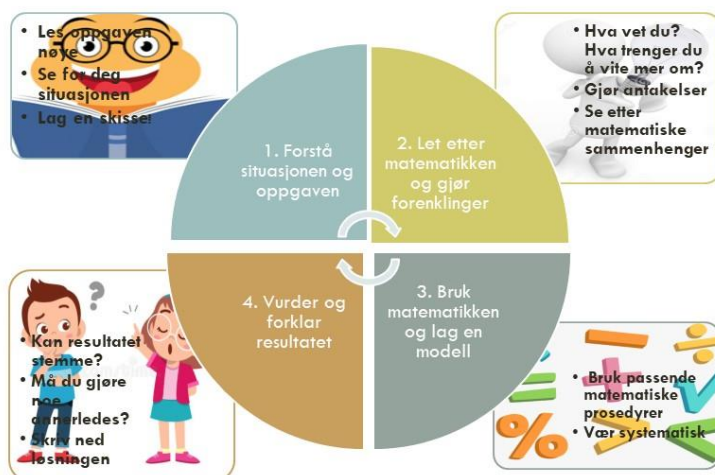 • Les oppgaven
nøye
• Se for deg
situasjonen
• Lag en skisse!
• Hva vet du?
Hva trenger du
å vite mer om?
• Gjør antakelser
• Se etter
matematiske
sammenhenger
1. Forstå
situasjonen og
oppgaven
2. Let etter
matematikken
og gjør
forenklinger
4. Vurder og
forklar
resultatet
3. Bruk
matematikken
og lag en
modell
• Kan resultatet
stemme?
• Må du gjøre
noe
annerledes?
• Skriv ned
løsningen
• Bruk passende
matematiske
prosedyrer
• Vær systematisk